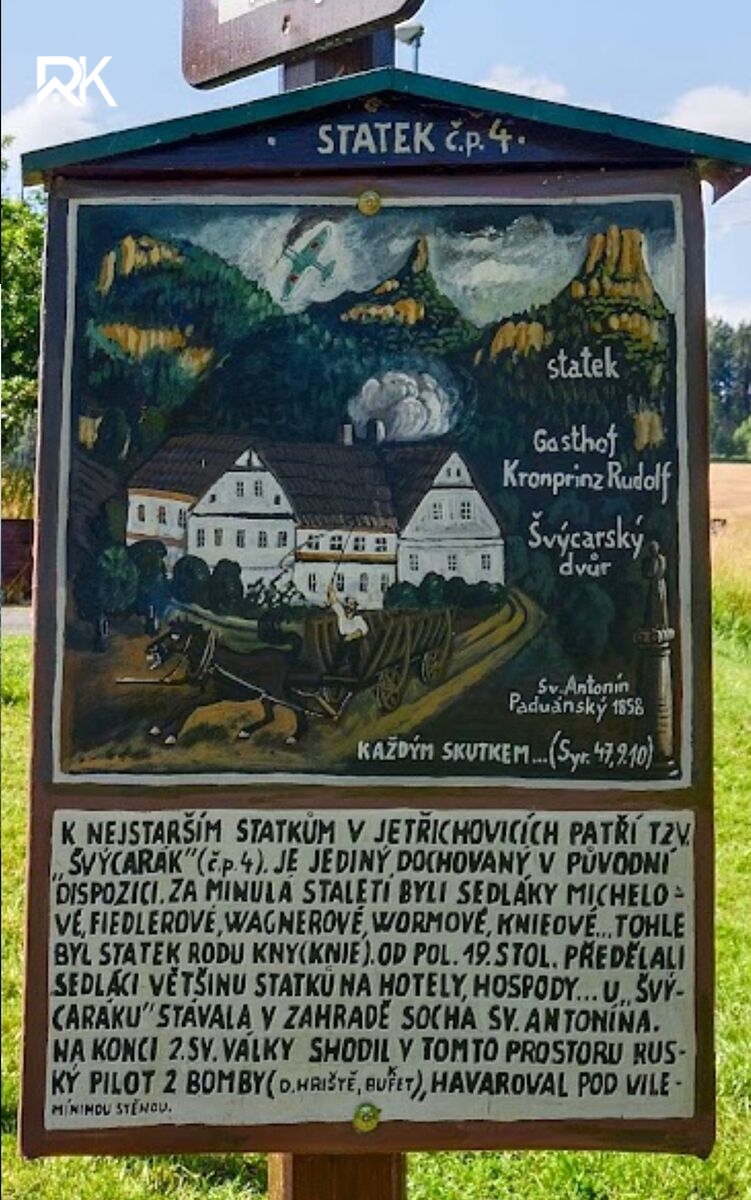 RK
STATEK č.p. 4.
statek
Gasthof
Kronprinz Rudolf
Švýcarský
dvůr
Sv. Antonín
Paduánský 1858
KAŽDÝM SKUTKEM...(Syr. 47,9.10)
K NEJSTARŠÍM STATKŮM V JETŘICHOVICÍCH PATŘÍ TZV.
„ŠVÝCARÁK" (č.p. 4). JE JEDINÝ DOCHOVANÝ V PŮVODNÍ
DISPOZICI. ZA MINULÁ STALETÍ BYLI SEDLÁKY MICHELO-
VÉ, FIEDLEROVÉ, WAGNEROVÉ, WORMOVÉ, KNIEOVÉ... TOHLE
BYL STATEK RODU KNY (KNIE). OD POL. 19. STOL. PŘEDĚLALI
SEDLÁCI VĚTŠINU STATKŮ NA HOTELY, HOSPODY... U „ŠVÝ-
CARÁKU" STÁVALA V ZAHRADĚ SOCHA SV. ANTONÍNA.
NA KONCI 2. SV. VÁLKY SHODIL V TOMTO PROSTORU RUS-
KÝ PILOT 2 BOMBY (D. HŘIŠTĚ, BUFET), HAVAROVAL POD VILE-
MÍNINOU STĚNOU.